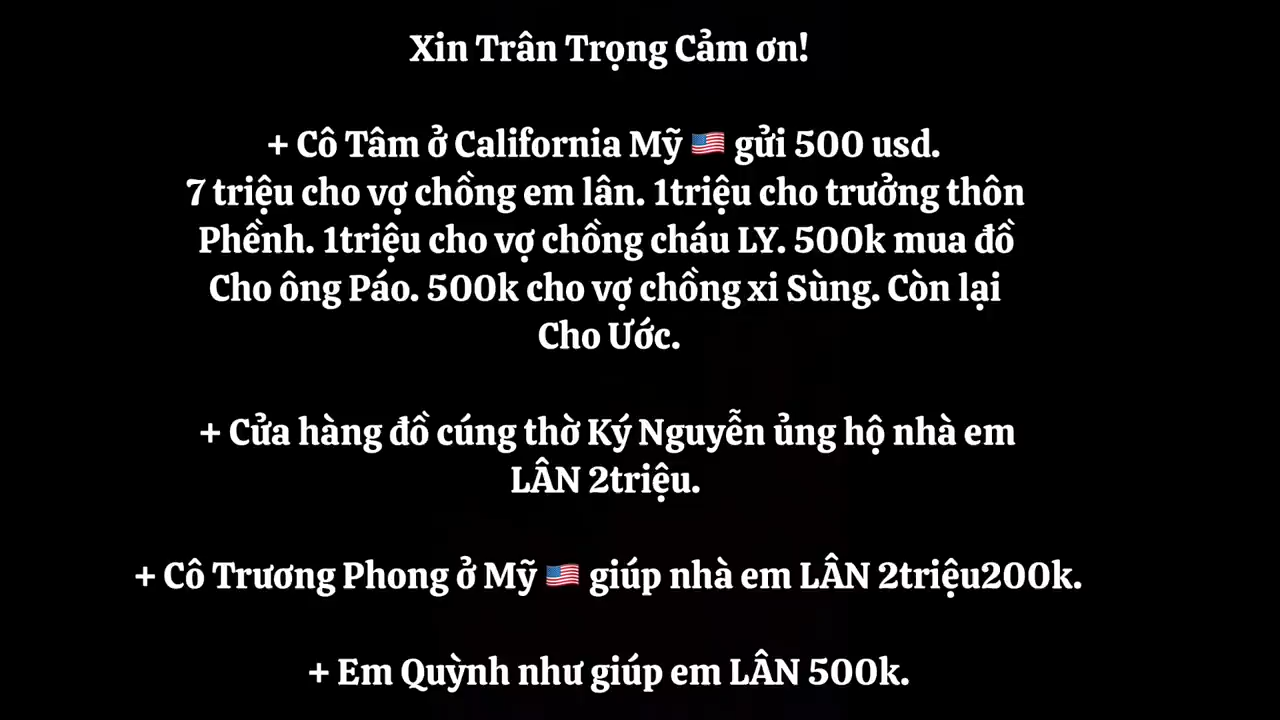 Xin Trân Trọng Cảm ơn!
+ Cô Tâm ở California Mỹ 🇺🇸 gửi 500 usd.
7 triệu cho vợ chồng em lân. 1triệu cho trưởng thôn
Phềnh. 1triệu cho vợ chồng cháu LY. 500k mua đồ
Cho ông Páo. 500k cho vợ chồng xi Sùng. Còn lại
Cho Ước.
+ Cửa hàng đồ cúng thờ Ký Nguyễn ủng hộ nhà em
LÂN 2triệu.
+ Cô Trương Phong ở Mỹ 🇺🇸 giúp nhà em LÂN 2triệu200k.
+ Em Quỳnh như giúp em LÂN 500k.